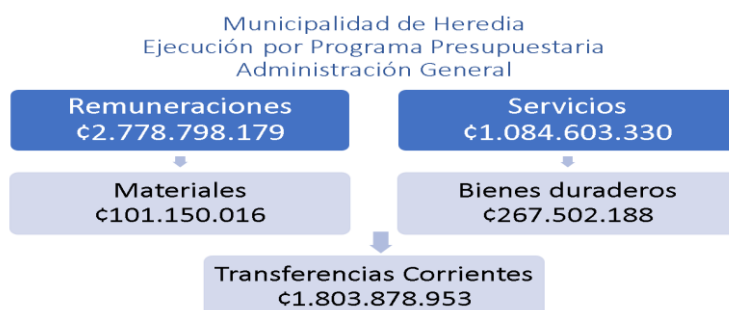 Municipalidad de Heredia
Ejecución por Programa Presupuestaria
Administración General
Remuneraciones
¢2.778.798.179
Servicios
¢1.084.603.330
Materiales
¢101.150.016
Bienes duraderos
¢267.502.188
Transferencias Corrientes
¢1.803.878.953